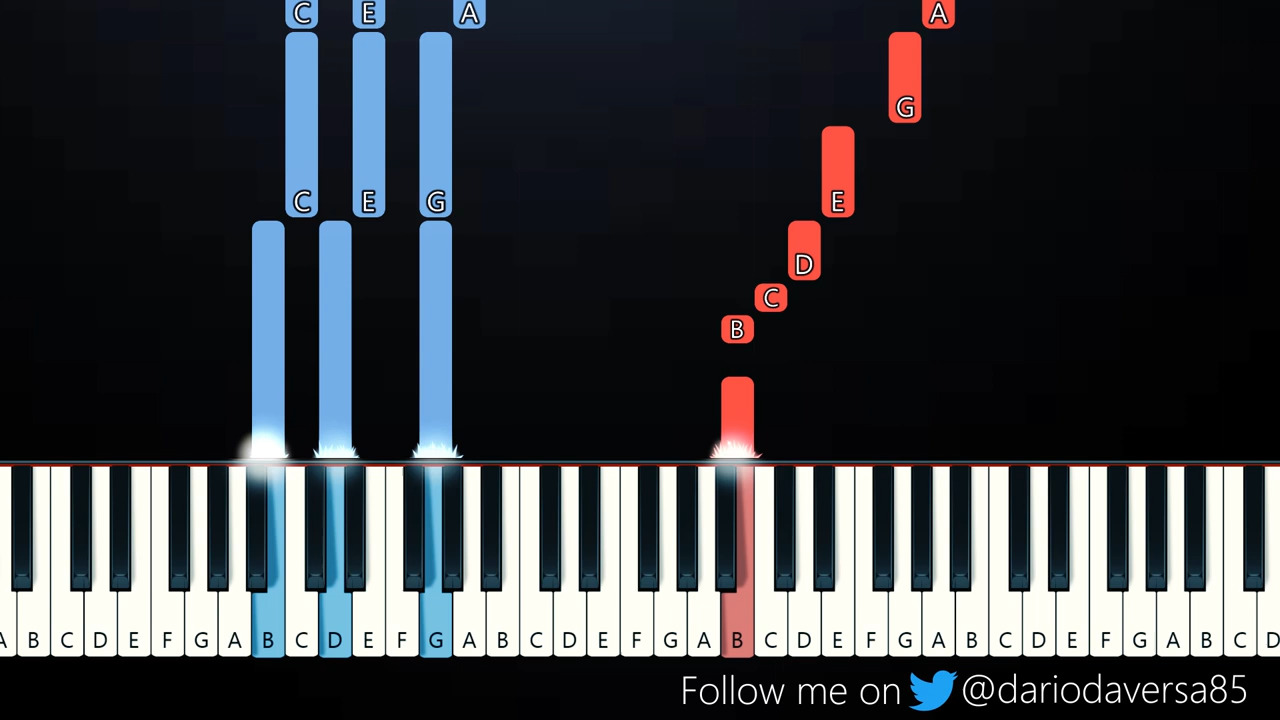 C E A A
G
C E G E
D
C
B
A B C D E F G A B C D E F G A B C D E F G A B C D E F G A B C D E F G A B C D
Follow me on @dariodaversa85